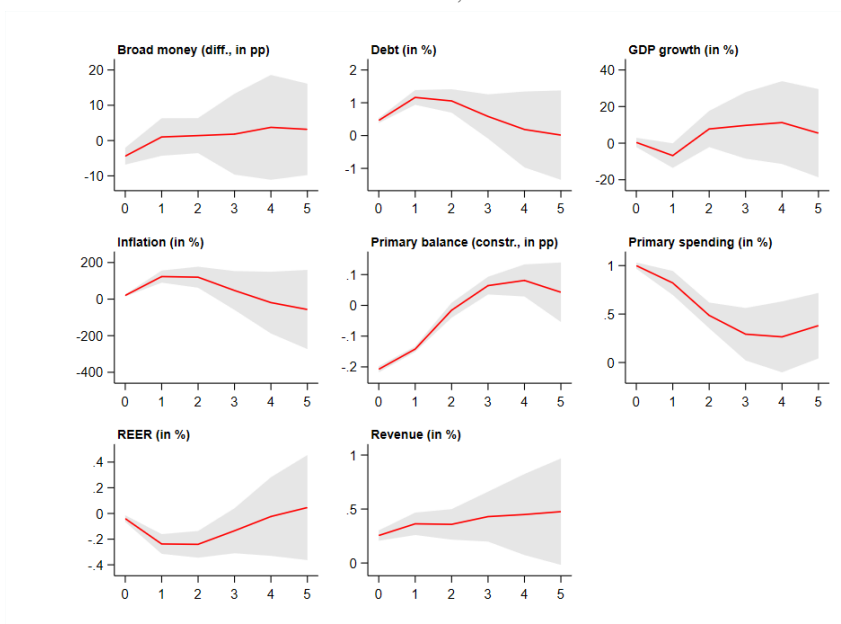 Broad money (diff., in pp)
20
10
0
-10
0 1 2 3 4 5
Debt (in %)
2
1
0
-1
0 1 2 3 4 5
GDP growth (in %)
40
20
0
-20
0 1 2 3 4 5
Inflation (in %)
200
0
-200
-400
0 1 2 3 4 5
Primary balance (constr., in pp)
.1
0
-.1
-.2
0 1 2 3 4 5
Primary spending (in %)
1
.5
0
0 1 2 3 4 5
REER (in %)
.4
.2
0
-.2
-.4
0 1 2 3 4 5
Revenue (in %)
1
.5
0
0 1 2 3 4 5